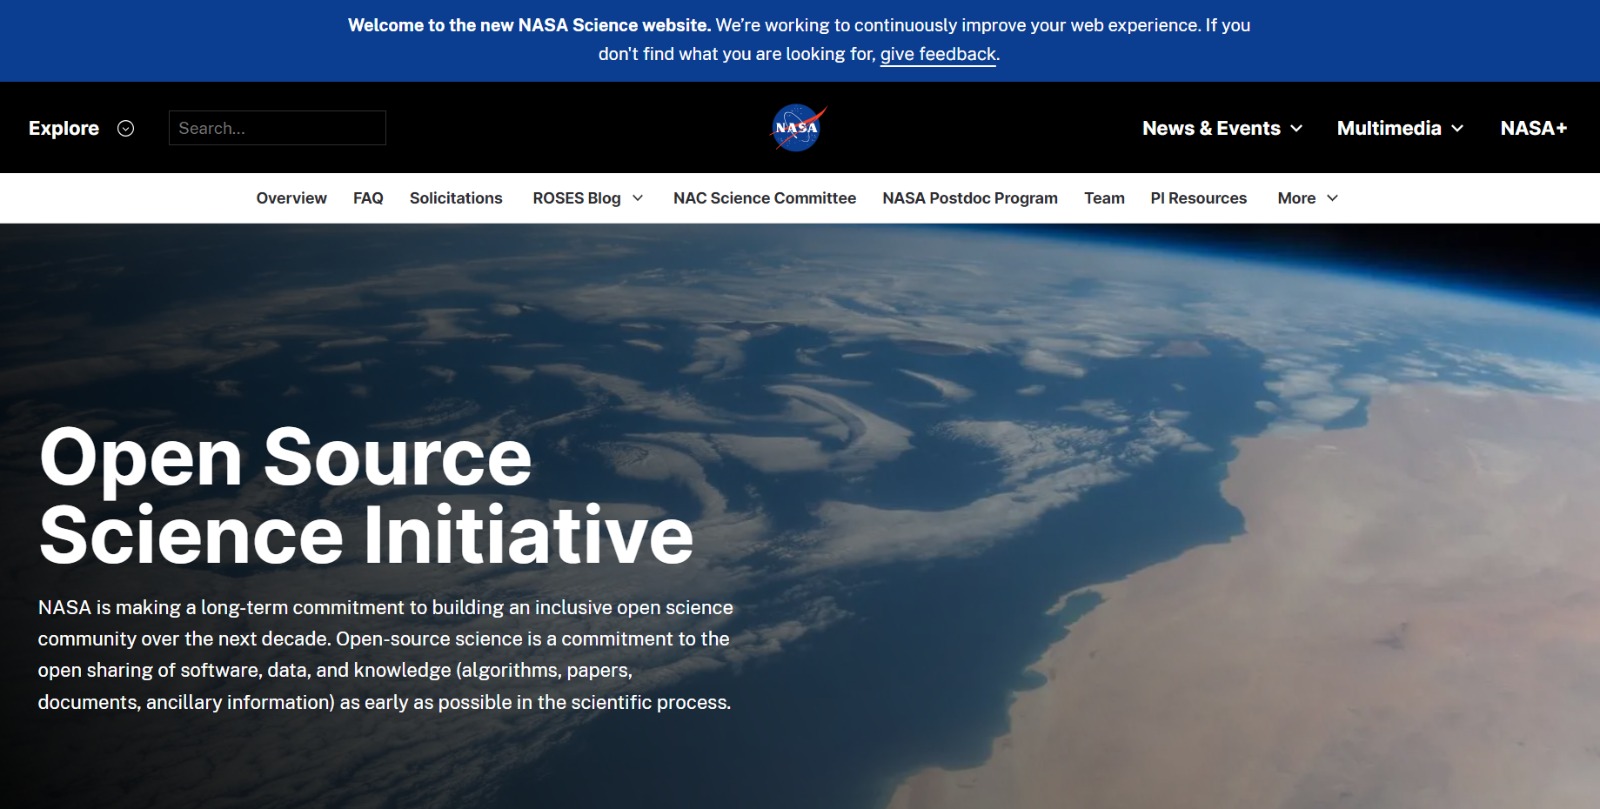 Welcome to the new NASA Science website. We’re working to continuously improve your web experience. If you
don't find what you are looking for, give feedback.
Explore
Search...
NASA
News & Events
Multimedia
NASA+
Overview
FAQ
Solicitations
ROSES Blog
NAC Science Committee
NASA Postdoc Program
Team
PI Resources
More
Open Source
Science Initiative
NASA is making a long-term commitment to building an inclusive open science
community over the next decade. Open-source science is a commitment to the
open sharing of software, data, and knowledge (algorithms, papers,
documents, ancillary information) as early as possible in the scientific process.